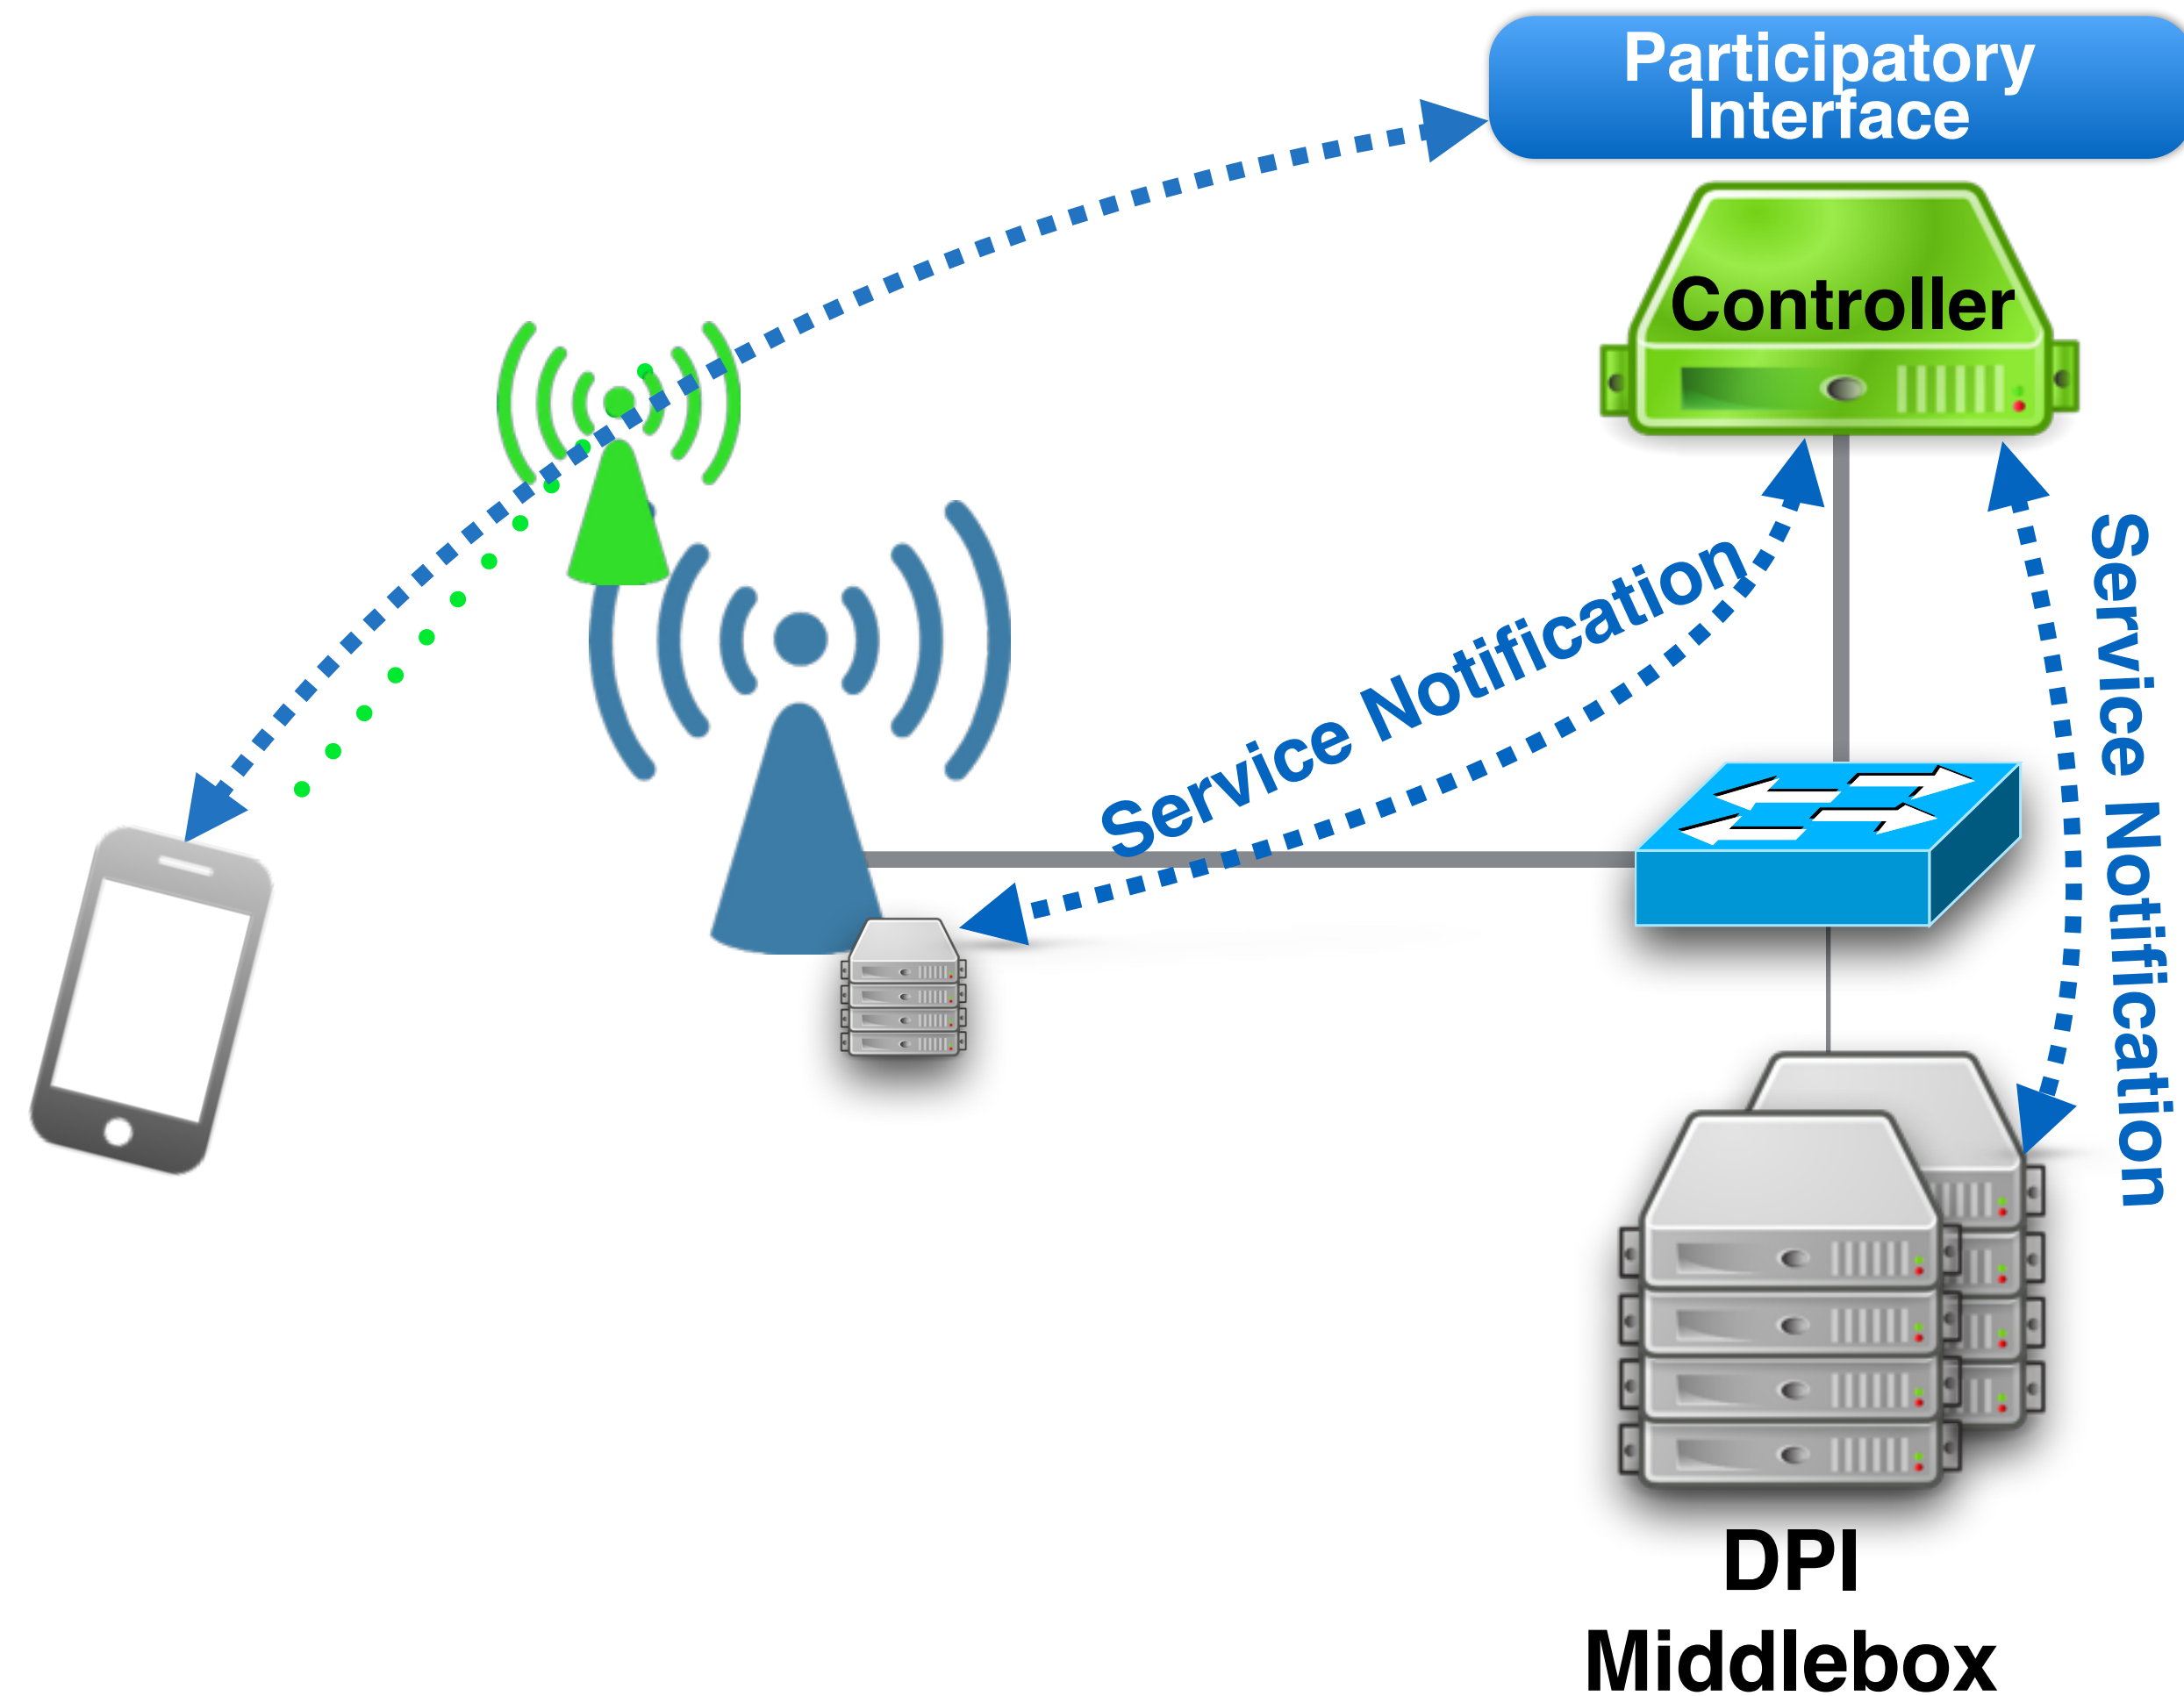 Participatory
Interface
Controller
Service Notification
Service Notification
DPI
Middlebox